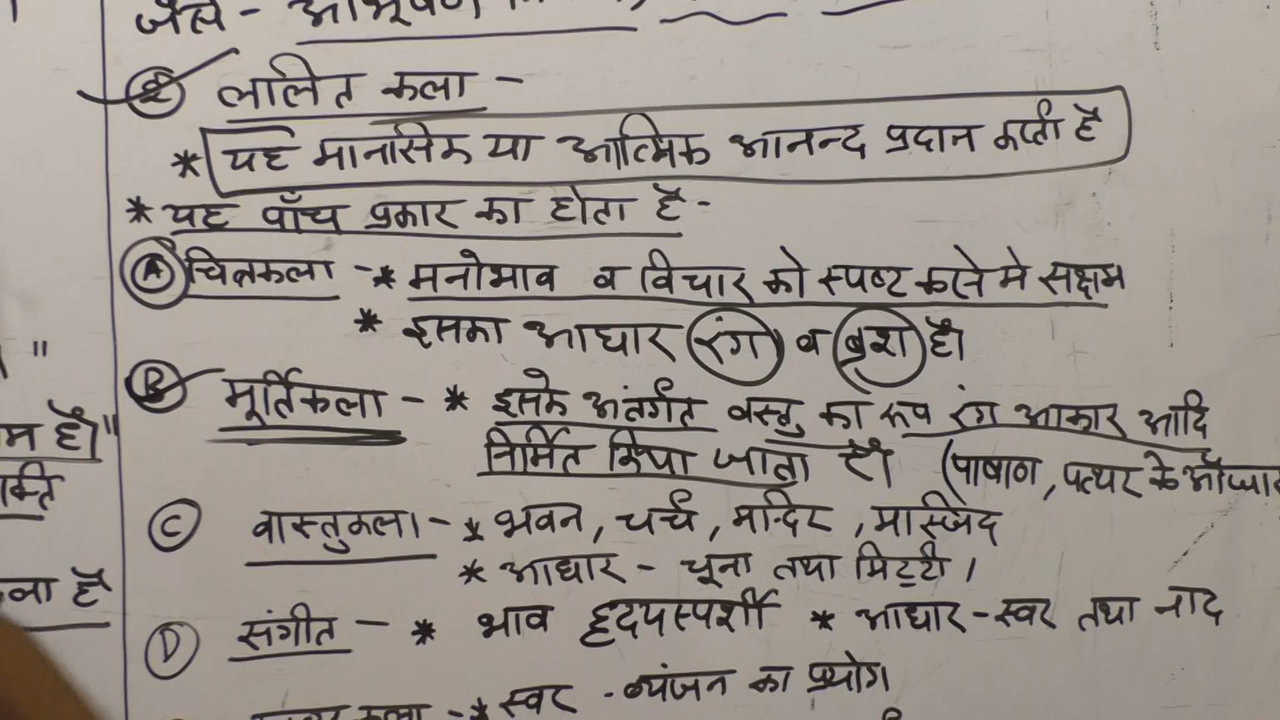 जैसे - आभूषण
② ललित कला -
* यह मानसिक या आत्मिक आनन्द प्रदान करती है
* यह पाँच प्रकार का होता है -
Ⓐ चित्रकला - * मनोभाव व विचार को स्पष्ट करने मे सक्षम
* इसका आधार रंग व ब्रश है।
Ⓑ मूर्तिकला - * इसके अंतर्गत वस्तु का रूप रंग आकार आदि
निर्मित किया जाता है। (पाषाण, पत्थर के औज़ार
Ⓒ वास्तुकला - * भवन, चर्च, मन्दिर, मस्जिद
* आधार - चूना तथा मिट्टी।
Ⓓ संगीत - * भाव हृदयस्पर्शी * आधार - स्वर तथा नाद
कला - * स्वर - व्यंजन का प्रयोग
"
है।"
है